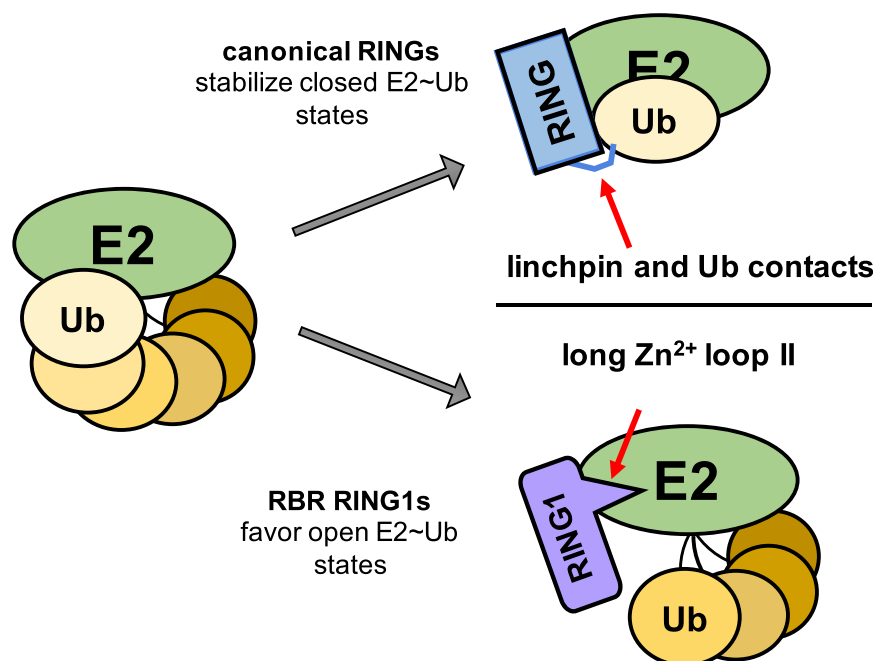 canonical RINGs
stabilize closed E2~Ub
states
E2
RING
Ub
linchpin and Ub contacts
E2
Ub
long Zn²⁺ loop II
RBR RING1s
favor open E2~Ub
states
E2
RING1
Ub